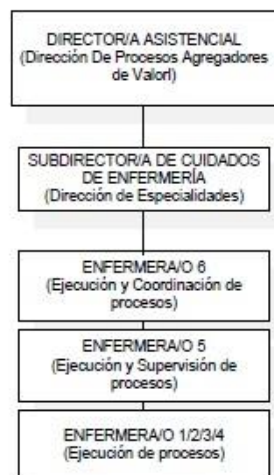 DIRECTOR/A ASISTENCIAL
(Dirección De Procesos Agregadores
de Valorl)
SUBDIRECTOR/A DE CUIDADOS
DE ENFERMERÍA
(Dirección de Especialidades)
ENFERMERA/O 6
(Ejecución y Coordinación de
procesos)
ENFERMERA/O 5
(Ejecución y Supervisión de
procesos)
ENFERMERA/O 1/2/3/4
(Ejecución de procesos)